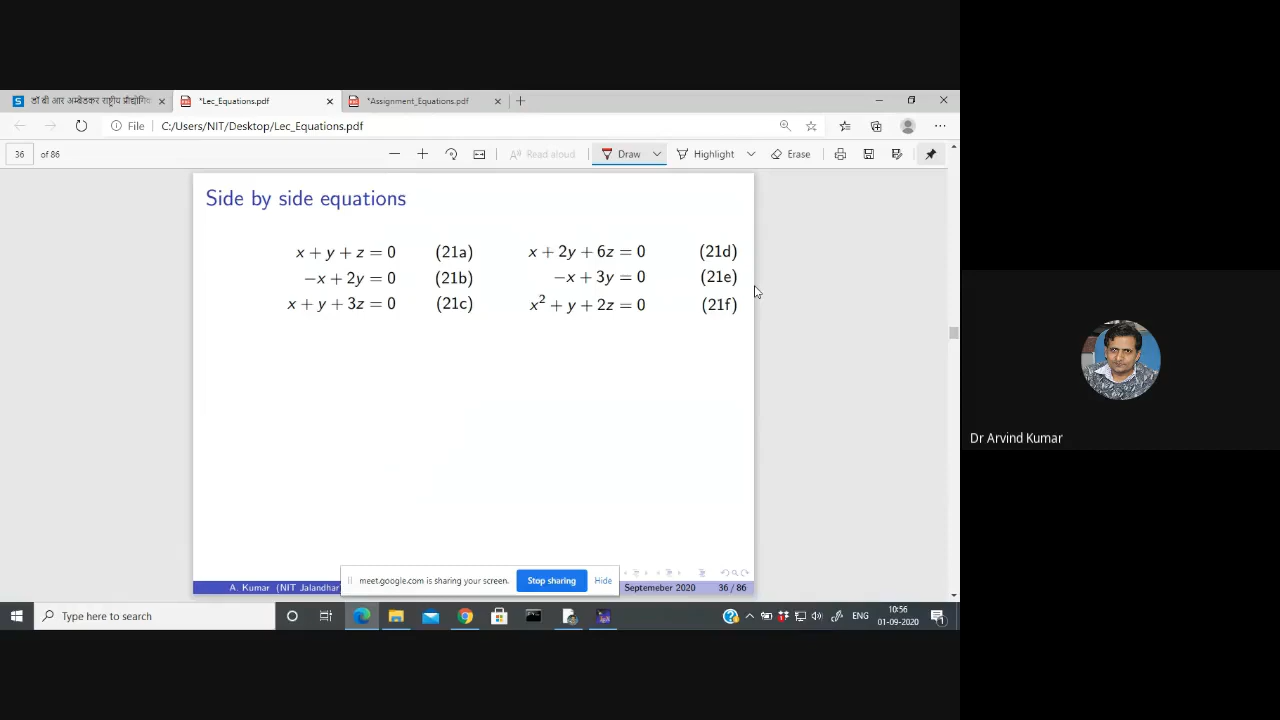 डॉ बी आर अम्बेडकर राष्ट्रीय प्रौद्योगिक
*Lec_Equations.pdf
*Assignment_Equations.pdf
File C:/Users/NIT/Desktop/Lec_Equations.pdf
36 of 86
Read aloud Draw Highlight Erase
Side by side equations
x + y + z = 0 (21a) x + 2y + 6z = 0 (21d)
−x + 2y = 0 (21b) −x + 3y = 0 (21e)
x + y + 3z = 0 (21c) x² + y + 2z = 0 (21f)
Dr Arvind Kumar
meet.google.com is sharing your screen. Stop sharing Hide
A. Kumar (NIT Jalandhar Septemeber 2020 36 / 86
Type here to search
ENG
10:56
01-09-2020
1